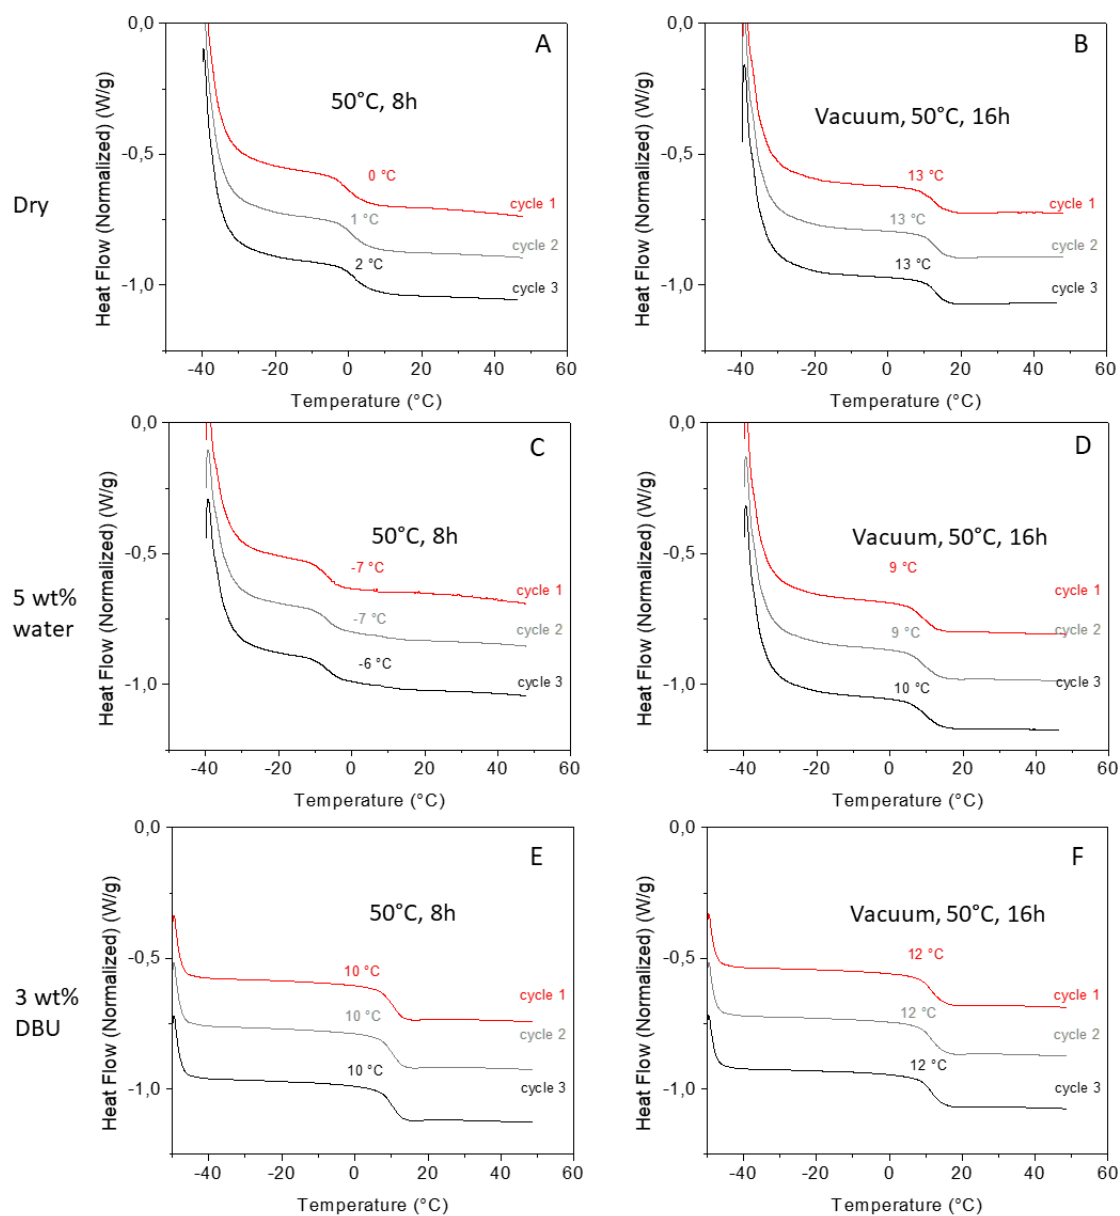 A
50°C, 8h
0,0
-0,5
-1,0
Heat Flow (Normalized) (W/g)
0 °C
cycle 1
1 °C
cycle 2
2 °C
cycle 3
-40 -20 0 20 40 60
Temperature (°C)
B
Vacuum, 50°C, 16h
0,0
-0,5
-1,0
Heat Flow (Normalized) (W/g)
13 °C
cycle 1
13 °C
cycle 2
13 °C
cycle 3
-40 -20 0 20 40 60
Temperature (°C)
Dry
C
50°C, 8h
0,0
-0,5
-1,0
Heat Flow (Normalized) (W/g)
-7 °C
cycle 1
-7 °C
cycle 2
-6 °C
cycle 3
-40 -20 0 20 40 60
Temperature (°C)
D
Vacuum, 50°C, 16h
0,0
-0,5
-1,0
Heat Flow (Normalized) (W/g)
9 °C
cycle 1
9 °C
cycle 2
10 °C
cycle 3
-40 -20 0 20 40 60
Temperature (°C)
5 wt%
water
E
50°C, 8h
0,0
-0,5
-1,0
Heat Flow (Normalized) (W/g)
10 °C
cycle 1
10 °C
cycle 2
10 °C
cycle 3
-40 -20 0 20 40 60
Temperature (°C)
F
Vacuum, 50°C, 16h
0,0
-0,5
-1,0
Heat Flow (Normalized) (W/g)
12 °C
cycle 1
12 °C
cycle 2
12 °C
cycle 3
-40 -20 0 20 40 60
Temperature (°C)
3 wt%
DBU